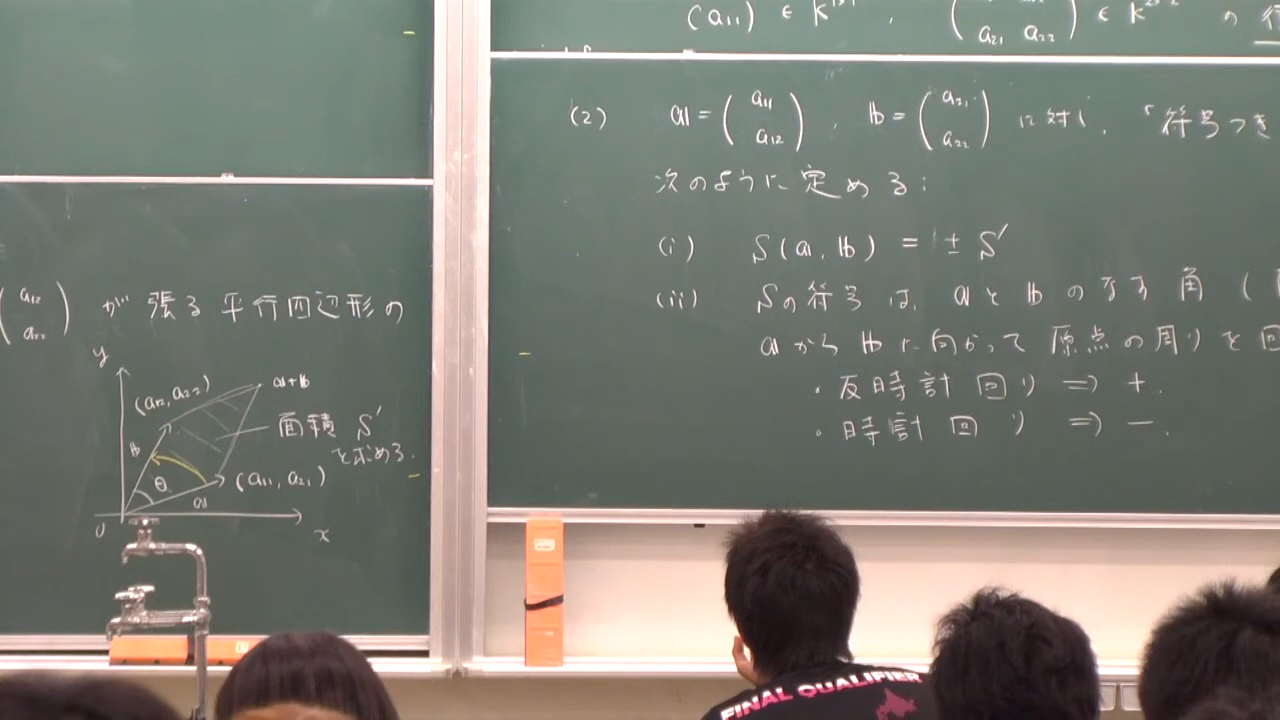 (a12 a22) が張る平行四辺形の
y
(a12, a22)
a+b
面積 S'
を求める.
b
θ
(a11, a21)
a
0
x
(a11) ∈ K
(a21 a22) ∈ K の
(2) a = (a11 a12), b = (a21 a22) に対し, 「符号つき
次のように定める:
(i) S(a, b) = ± S'
(ii) Sの符号は, aとbのなす角 (
aからbに向かって原点の周りを回
・反時計回り ⇒ +.
・時計回り ⇒ −.
FINAL QUALIFIER